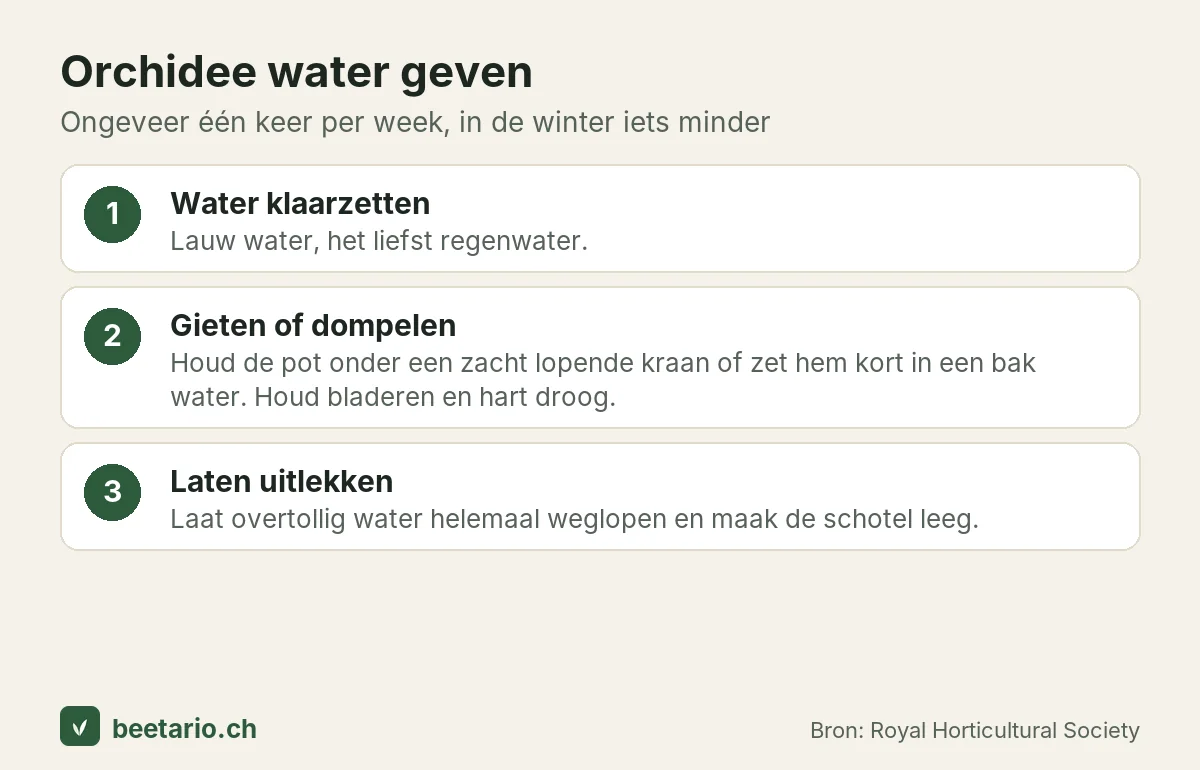 Orchidee water geven
Ongeveer één keer per week, in de winter iets minder
1
Water klaarzetten
Lauw water, het liefst regenwater.
2
Gieten of dompelen
Houd de pot onder een zacht lopende kraan of zet hem kort in een bak
water. Houd bladeren en hart droog.
3
Laten uitlekken
Laat overtollig water helemaal weglopen en maak de schotel leeg.
beetario.ch
Bron: Royal Horticultural Society